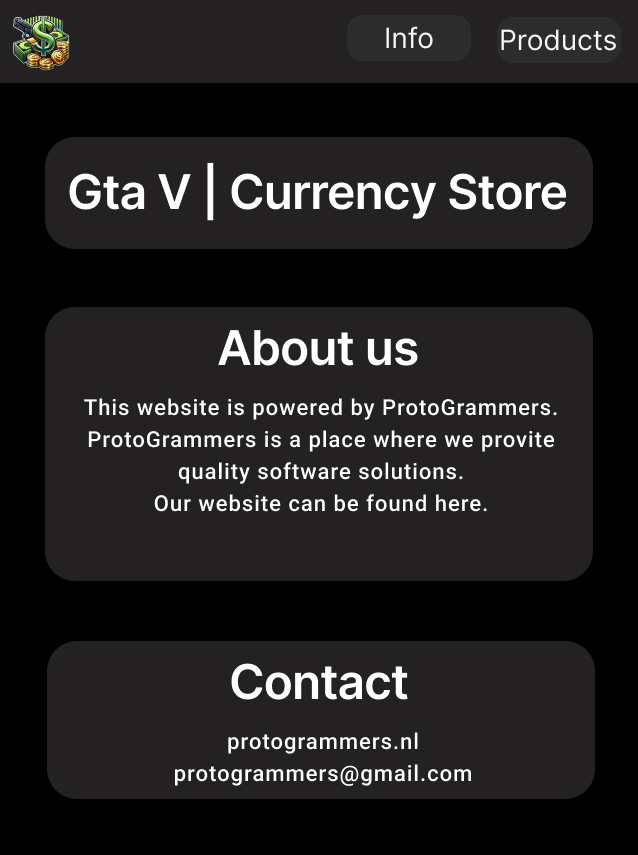 Info
Products
Gta V | Currency Store
About us
This website is powered by ProtoGrammers.
ProtoGrammers is a place where we provite
quality software solutions.
Our website can be found here.
Contact
protogrammers.nl
protogrammers@gmail.com